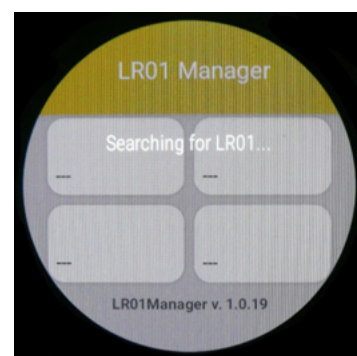 LR01 Manager
Searching for LR01...
---
---
---
---
LR01Manager v. 1.0.19